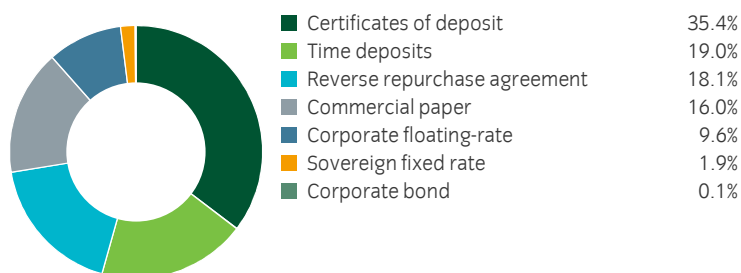 Certificates of deposit 35.4%
Time deposits 19.0%
Reverse repurchase agreement 18.1%
Commercial paper 16.0%
Corporate floating-rate 9.6%
Sovereign fixed rate 1.9%
Corporate bond 0.1%